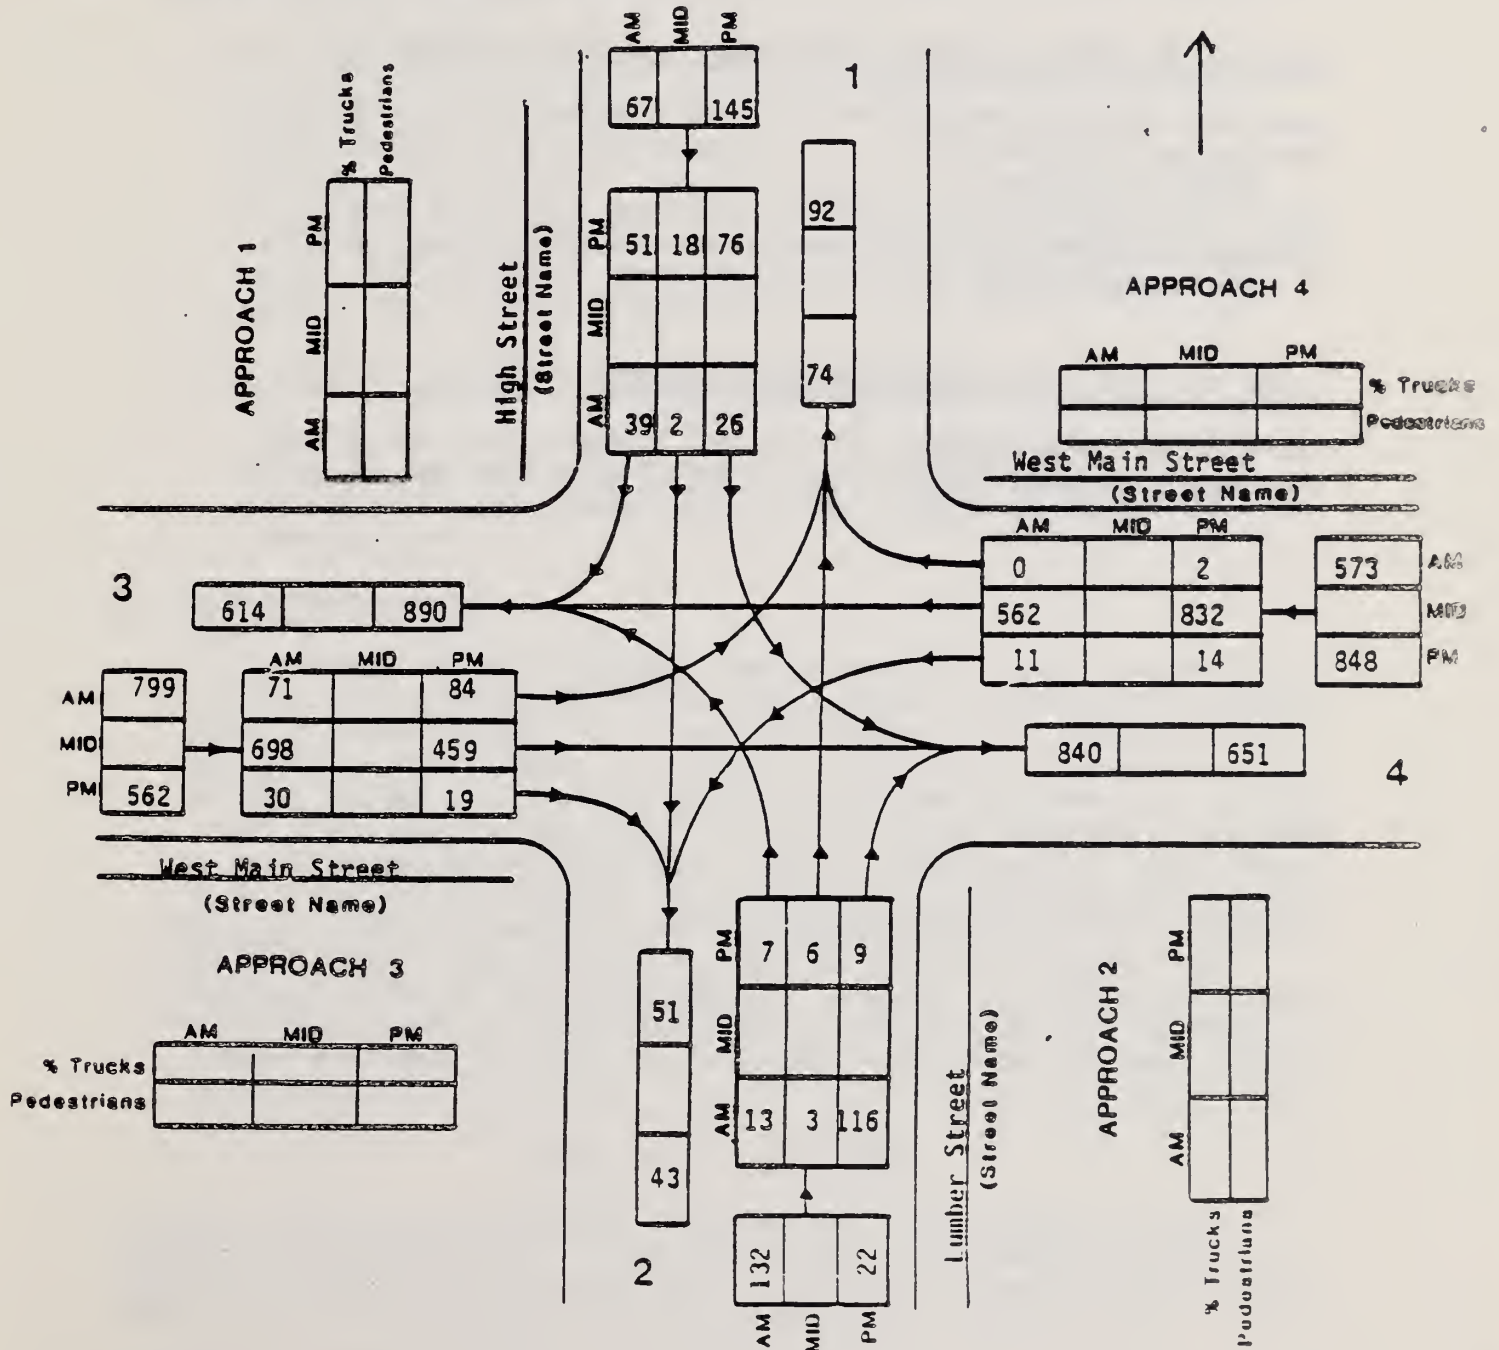 AM MID PM
1
67 145
% Trucks
Pedestrians
APPROACH 1
PM
MID
AM
High Street
(Street Name)
PM 51 18 76
MID
AM 39 2 26
92
74
APPROACH 4
AM MID PM
% Trucks
Pedestrians
West Main Street
(Street Name)
AM MID PM
0 2
562 832
11 14
573 AM
MID
848 PM
3
614 890
AM MID PM
AM 799
MID
PM 562
71 84
698 459
30 19
840 651
4
West Main Street
(Street Name)
APPROACH 3
AM MID PM
% Trucks
Pedestrians
51
43
2
PM 7 6 9
MID
AM 13 3 116
132 22
AM MID PM
Lumber Street
(Street Name)
APPROACH 2
PM
MID
AM
% Trucks
Pedestrians